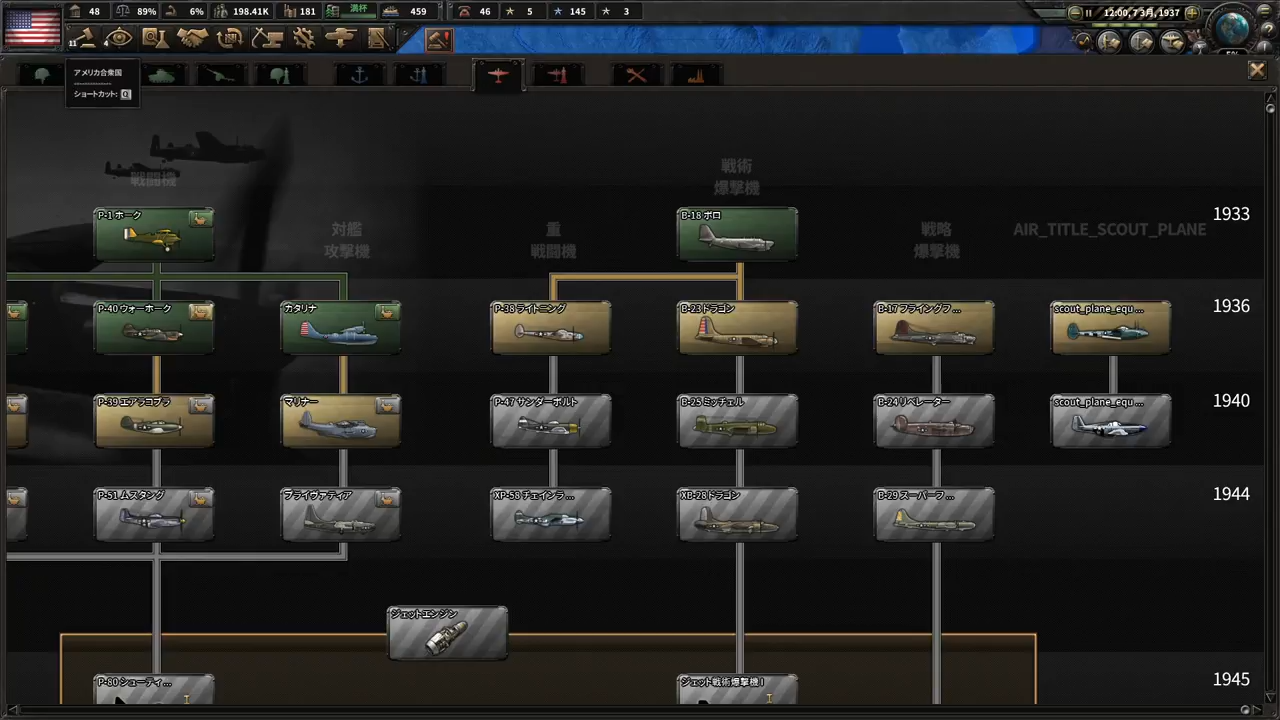 48 89% 6% 198.41K 181 満杯 459 46 5 145 3
12:00, 7 3月, 1937
11 4
アメリカ合衆国
--------------
ショートカット: Q
戦闘機
戦術
爆撃機
P-1 ホーク
B-18 ボロ
1933
対艦
攻撃機
重
戦闘機
戦略
爆撃機
AIR_TITLE_SCOUT_PLANE
P-40 ウォーホーク
カタリナ
P-38 ライトニング
B-23ドラゴン
B-17 フライングフ ...
scout_plane_equ ...
1936
P-39 エアラコブラ
マリナー
P-47 サンダーボルト
B-25 ミッチェル
B-24リベレーター
scout_plane_equ ...
1940
P-51 ムスタング
プライヴァティア
XP-58 チェインラ...
XB-28ドラゴン
B-29 スーパーフ ...
1944
ジェットエンジン
P-80 シューティ...
ジェット戦術爆撃機 I
1945